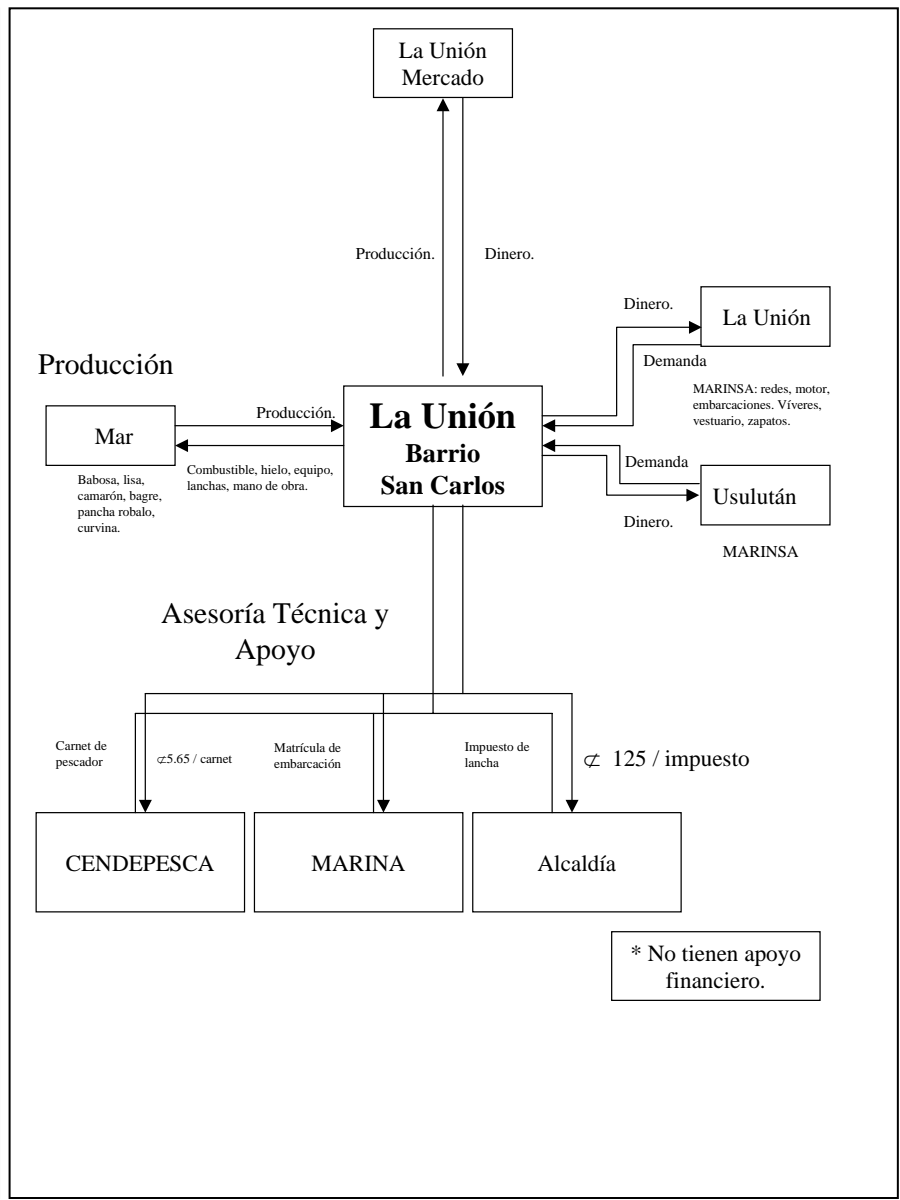 La Unión
Mercado
Producción.
Dinero.
Dinero.
La Unión
Demanda
MARINSA: redes, motor,
embarcaciones. Víveres,
vestuario, zapatos.
Producción
Mar
Producción.
Combustible, hielo, equipo,
lanchas, mano de obra.
Babosa, lisa,
camarón, bagre,
pancha robalo,
curvina.
La Unión
Barrio
San Carlos
Demanda
Usulután
Dinero.
MARINSA
Asesoría Técnica y
Apoyo
Carnet de
pescador
⊄5.65 / carnet
Matrícula de
embarcación
Impuesto de
lancha
⊄ 125 / impuesto
CENDEPESCA
MARINA
Alcaldía
* No tienen apoyo
financiero.